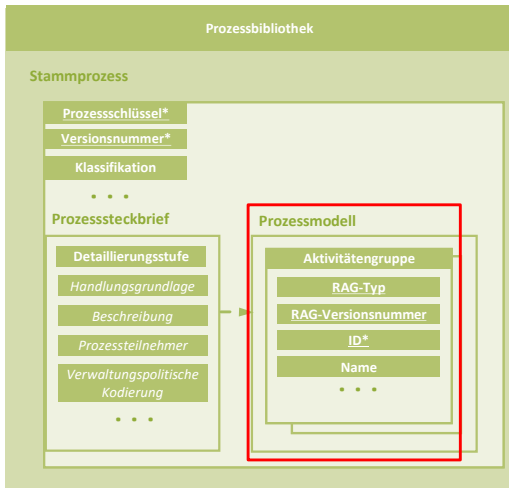 Prozessbibliothek
Stammprozess
Prozessschlüssel*
Versionsnummer*
Klassifikation
• • •
Prozesssteckbrief
Detaillierungsstufe
Handlungsgrundlage
Beschreibung
Prozessteilnehmer
Verwaltungspolitische
Kodierung
• • •
Prozessmodell
Aktivitätengruppe
RAG-Typ
RAG-Versionsnummer
ID*
Name
• • •